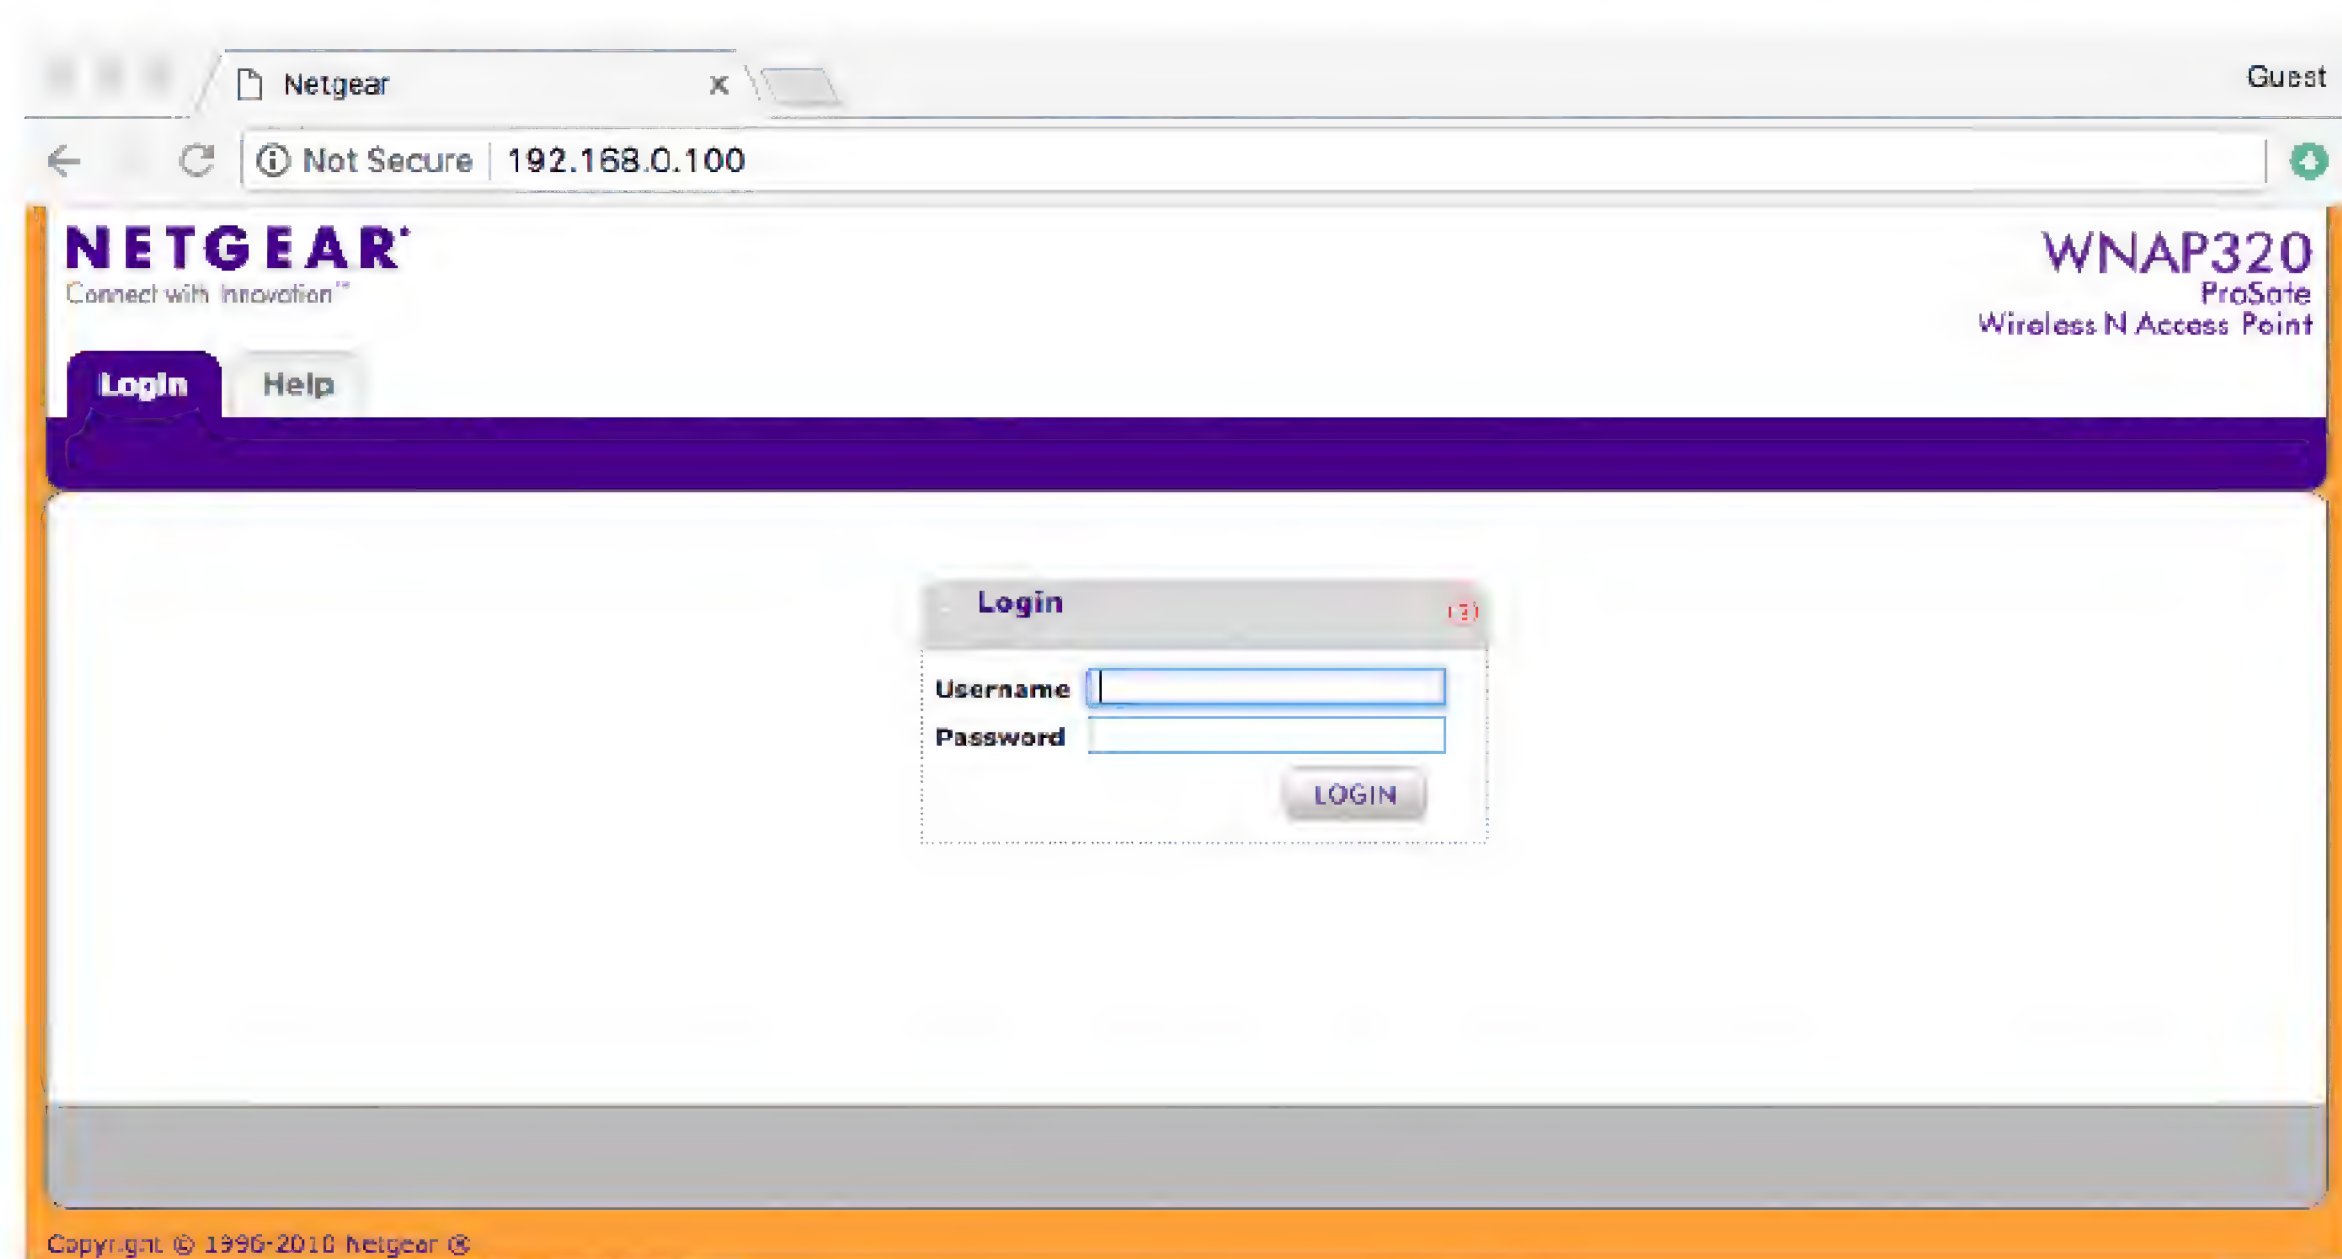 Netgear
Guest
Not Secure
192.168.0.100
NETGEAR
Connect with Innovation™
WNAP320
ProSafe
Wireless N Access Point
Login
Help
Login
Username
Password
LOGIN
Copyright © 1996-2010 Netgear ®